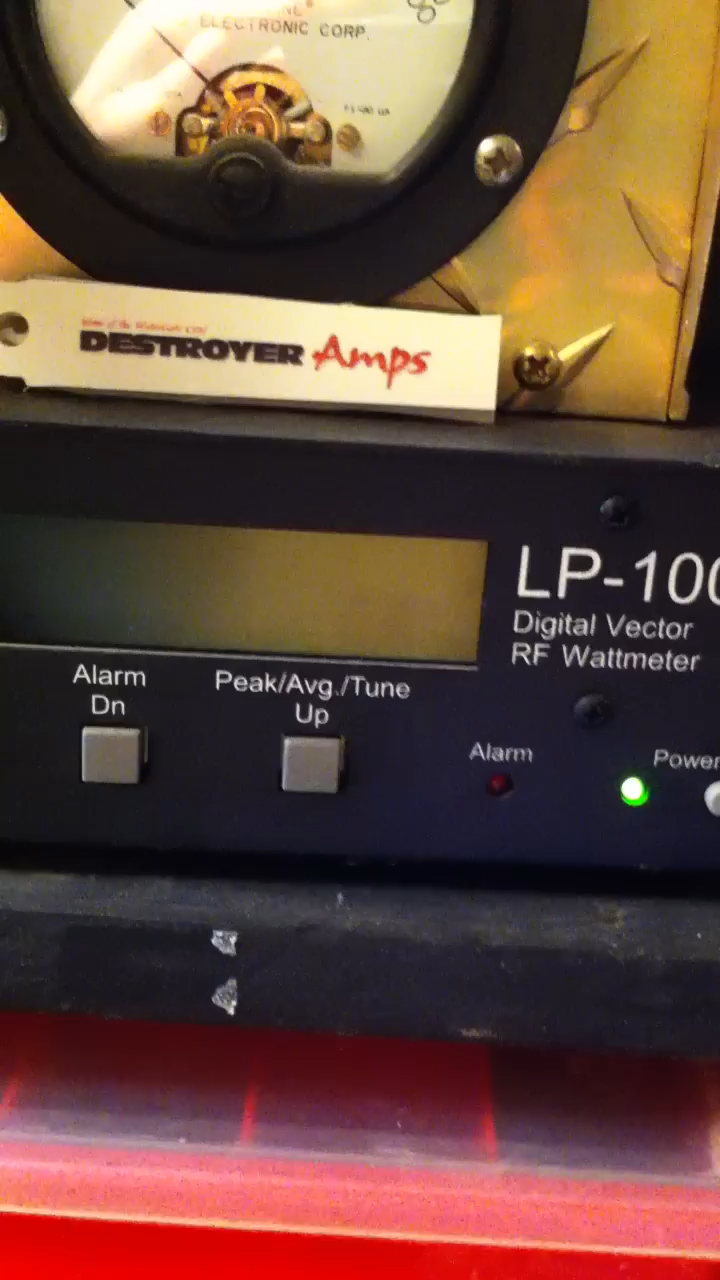 ELECTRONIC CORP.
DESTROYER Amps
LP-100
Digital Vector
RF Wattmeter
Alarm
Dn
Peak/Avg./Tune
Up
Alarm
Power